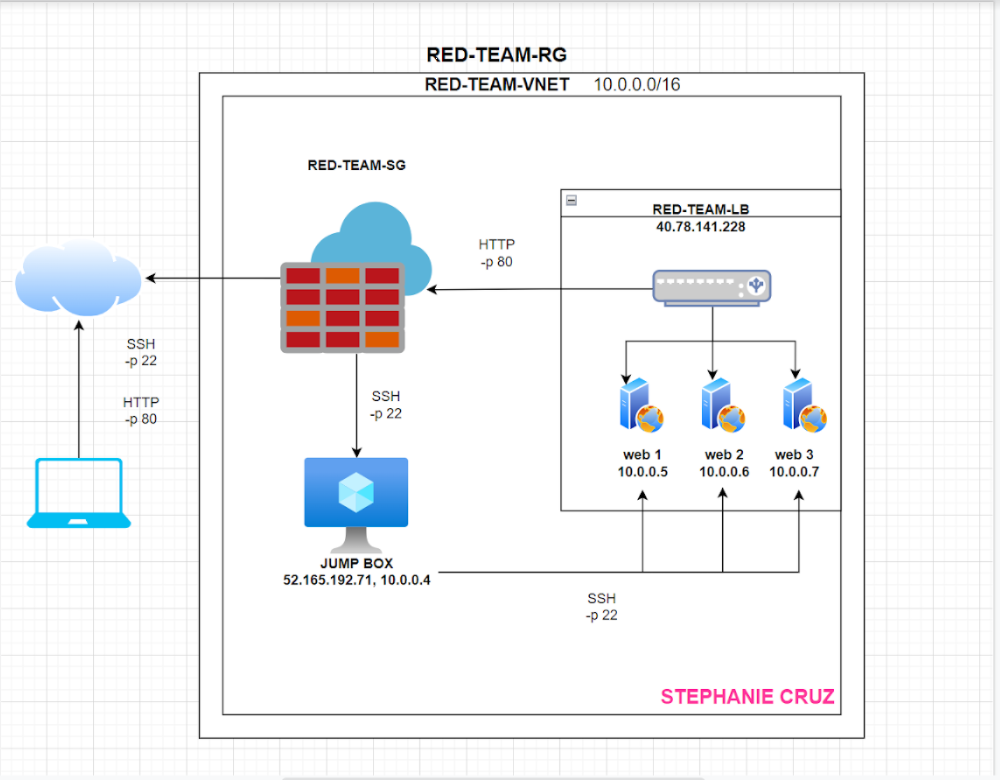 RED-TEAM-RG
RED-TEAM-VNET 10.0.0.0/16
RED-TEAM-SG
RED-TEAM-LB
40.78.141.228
HTTP
-p 80
SSH
-p 22
HTTP
-p 80
SSH
-p 22
web 1
10.0.0.5
web 2
10.0.0.6
web 3
10.0.0.7
JUMP BOX
52.165.192.71, 10.0.0.4
SSH
-p 22
STEPHANIE CRUZ